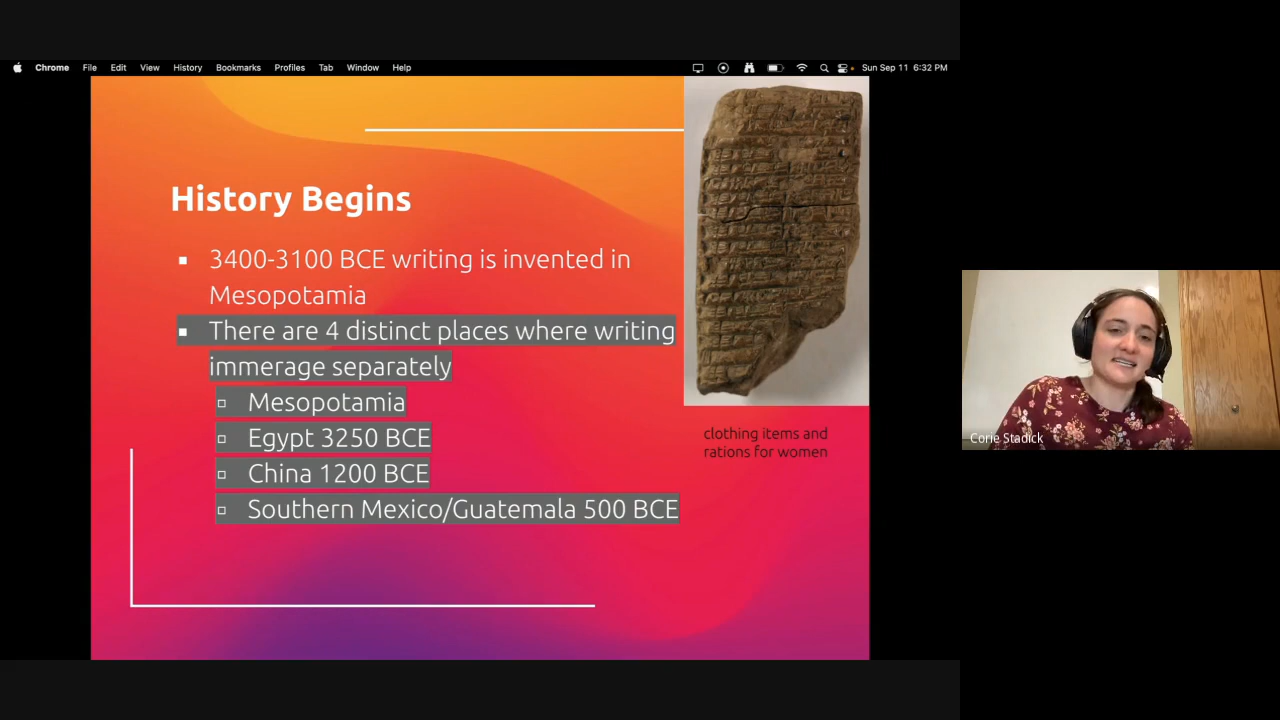 Chrome File Edit View History Bookmarks Profiles Tab Window Help Sun Sep 11 6:32 PM
History Begins
3400-3100 BCE writing is invented in
Mesopotamia
There are 4 distinct places where writing
immerage separately
Mesopotamia
Egypt 3250 BCE
China 1200 BCE
Southern Mexico/Guatemala 500 BCE
clothing items and
rations for women
Corie Stadick